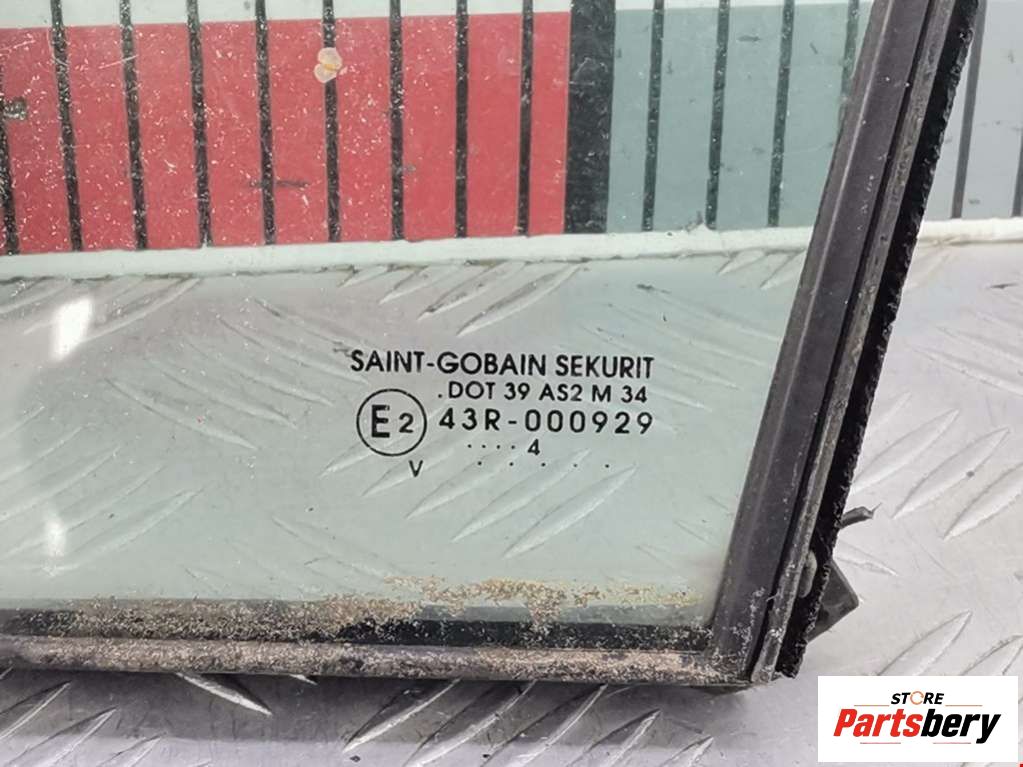 SAINT-GOBAIN SEKURIT
.DOT 39 AS2 M 34
E2 43R-000929
....4
V .....
STORE
Partsbery